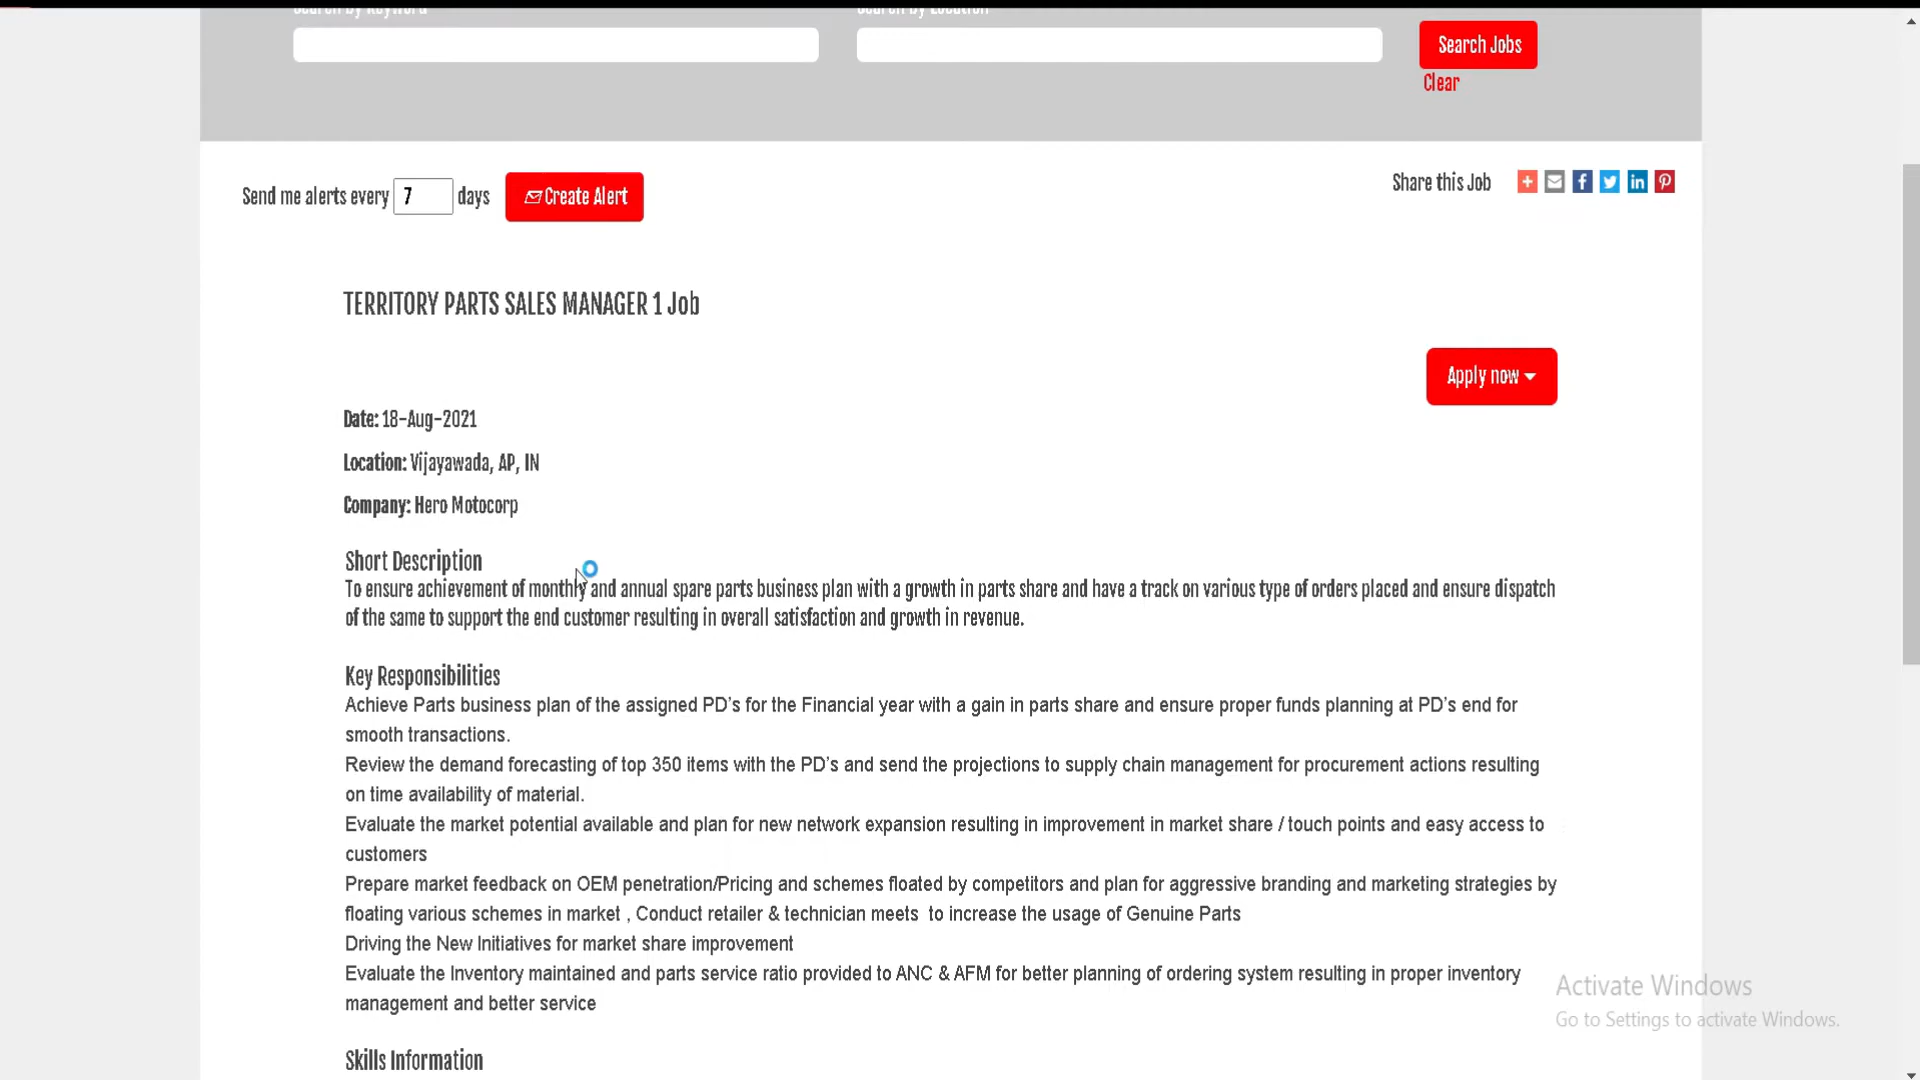 Search by Keyword
Search by Location
Search Jobs
Clear
Send me alerts every 7 days
Create Alert
Share this Job
TERRITORY PARTS SALES MANAGER 1 Job
Apply now
Date: 18-Aug-2021
Location: Vijayawada, AP, IN
Company: Hero Motocorp
Short Description
To ensure achievement of monthly and annual spare parts business plan with a growth in parts share and have a track on various type of orders placed and ensure dispatch
of the same to support the end customer resulting in overall satisfaction and growth in revenue.
Key Responsibilities
Achieve Parts business plan of the assigned PD's for the Financial year with a gain in parts share and ensure proper funds planning at PD's end for
smooth transactions.
Review the demand forecasting of top 350 items with the PD's and send the projections to supply chain management for procurement actions resulting
on time availability of material.
Evaluate the market potential available and plan for new network expansion resulting in improvement in market share / touch points and easy access to
customers
Prepare market feedback on OEM penetration/Pricing and schemes floated by competitors and plan for aggressive branding and marketing strategies by
floating various schemes in market , Conduct retailer & technician meets  to increase the usage of Genuine Parts
Driving the New Initiatives for market share improvement
Evaluate the Inventory maintained and parts service ratio provided to ANC & AFM for better planning of ordering system resulting in proper inventory
management and better service
Skills Information
Activate Windows
Go to Settings to activate Windows.